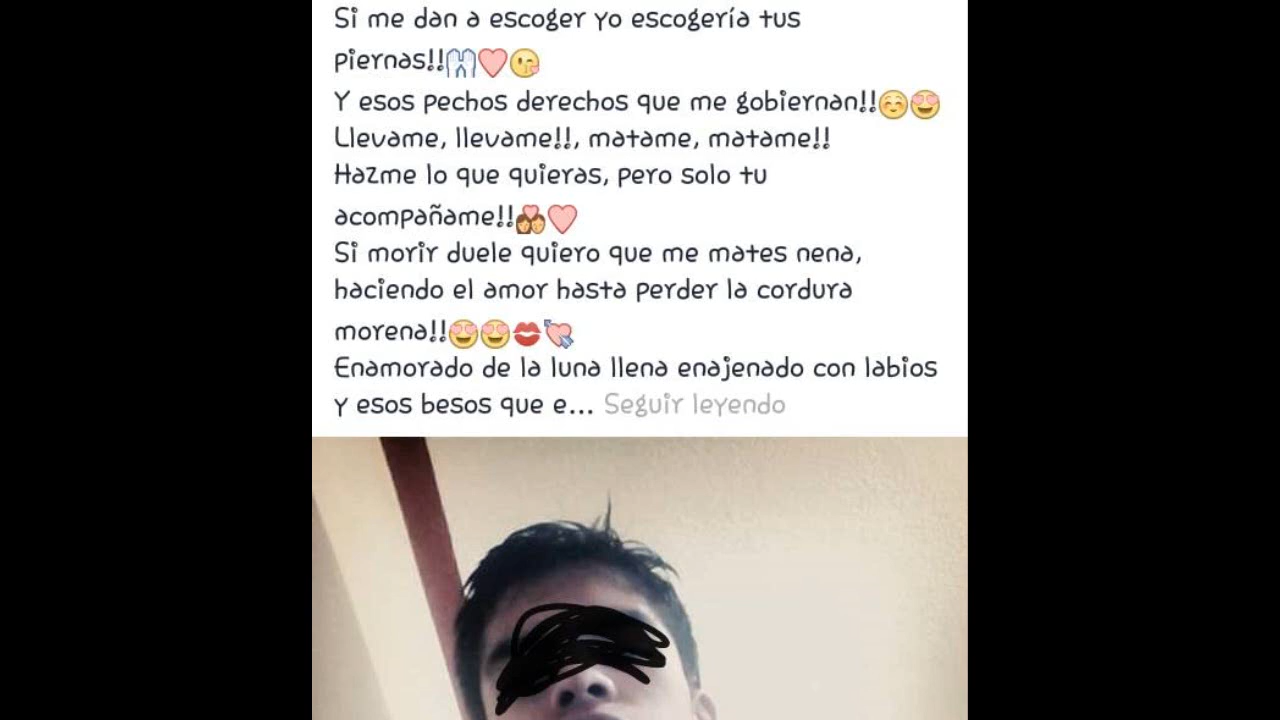 Si me dan a escoger yo escogería tus
piernas!!
Y esos pechos derechos que me gobiernan!!
Llevame, llevame!!, matame, matame!!
Hazme lo que quieras, pero solo tu
acompañame!!
Si morir duele quiero que me mates nena,
haciendo el amor hasta perder la cordura
morena!!
Enamorado de la luna llena enajenado con labios
y esos besos que e... Seguir leyendo